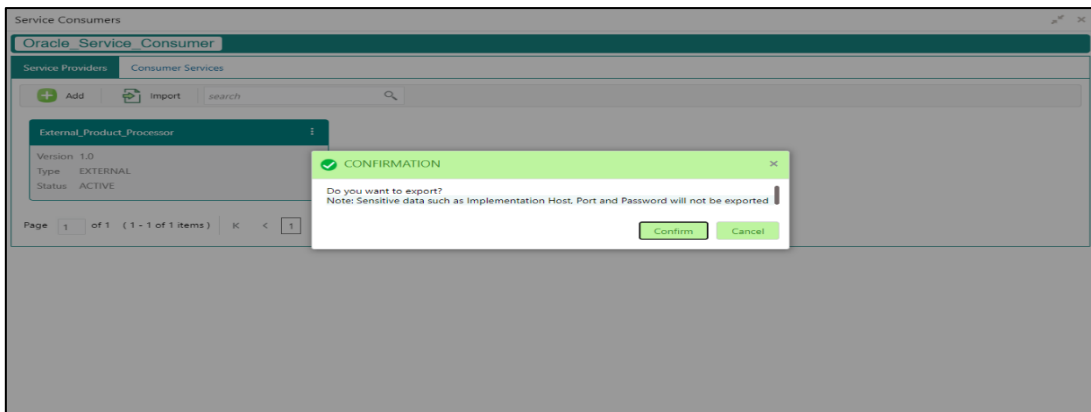 Service Consumers
Oracle_Service_Consumer
Service Providers Consumer Services
Add Import search
External_Product_Processor
Version 1.0
Type EXTERNAL
Status ACTIVE
CONFIRMATION
Do you want to export?
Note: Sensitive data such as Implementation Host, Port and Password will not be exported
Confirm Cancel
Page 1 of 1 ( 1 - 1 of 1 items ) K < 1